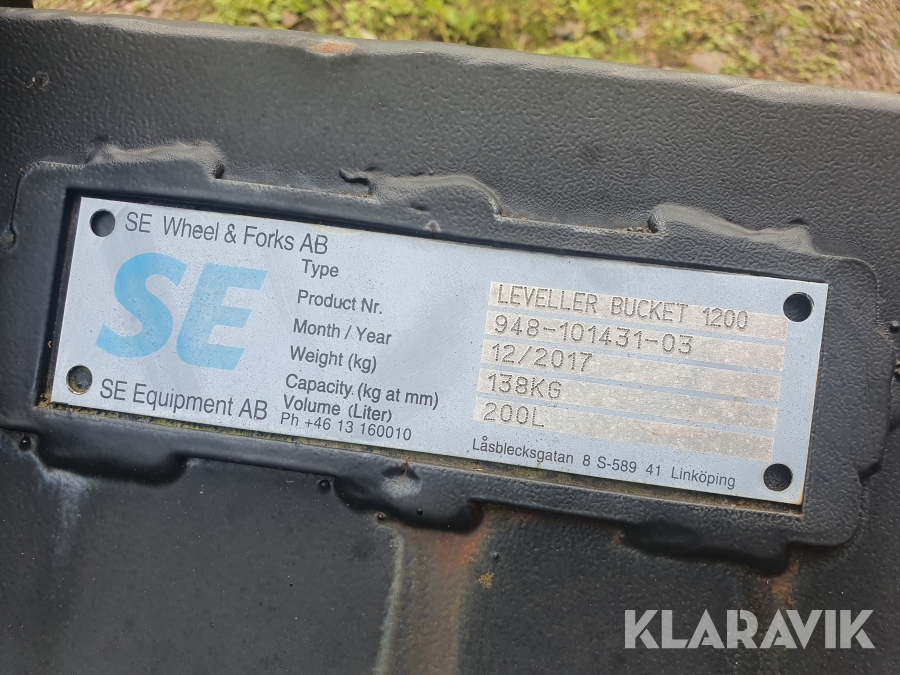 SE Wheel & Forks AB
SE
Type LEVELLER BUCKET 1200
Product Nr. 948-101431-03
Month / Year 12/2017
Weight (kg) 138KG
Capacity. (kg at mm) 200L
Volume (Liter)
SE Equipment AB Ph +46 13 160010 Låsblecksgatan 8 S-589 41 Linköping
KLARAVIK